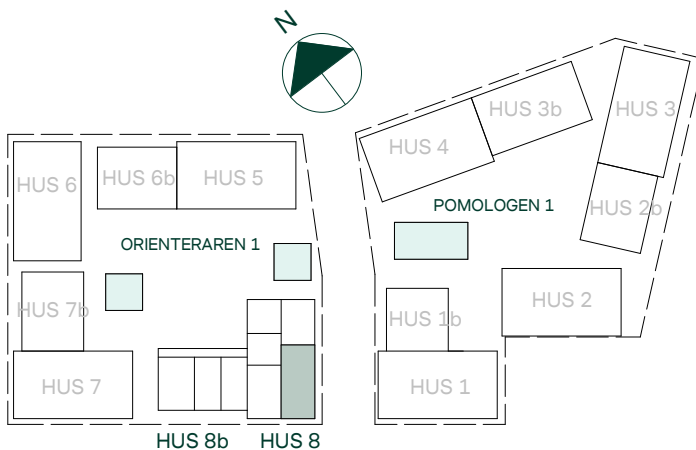 N
HUS 3b
HUS 3
HUS 4
HUS 6
HUS 6b
HUS 5
POMOLOGEN 1
HUS 2b
ORIENTERAREN 1
HUS 7b
HUS 2
HUS 1b
HUS 7
HUS 1
HUS 8b
HUS 8